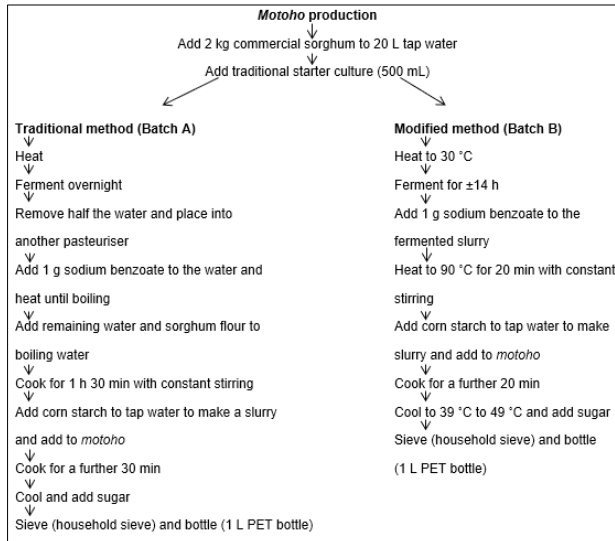 Motoho production
Add 2 kg commercial sorghum to 20 L tap water
Add traditional starter culture (500 mL)
Traditional method (Batch A)
Heat
Ferment overnight
Remove half the water and place into
another pasteuriser
Add 1 g sodium benzoate to the water and
heat until boiling
Add remaining water and sorghum flour to
boiling water
Cook for 1 h 30 min with constant stirring
Add corn starch to tap water to make a slurry
and add to motoho
Cook for a further 30 min
Cool and add sugar
Sieve (household sieve) and bottle (1 L PET bottle)
Modified method (Batch B)
Heat to 30 °C
Ferment for ±14 h
Add 1 g sodium benzoate to the
fermented slurry
Heat to 90 °C for 20 min with constant
stirring
Add corn starch to tap water to make
slurry and add to motoho
Cook for a further 20 min
Cool to 39 °C to 49 °C and add sugar
Sieve (household sieve) and bottle
(1 L PET bottle)